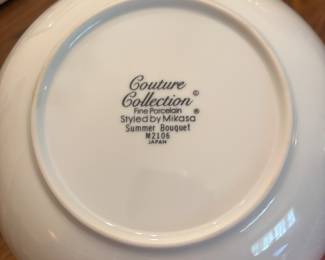 Couture ©
Collection ®
Fine Porcelain
Styled by Mikasa
Summer Bouquet
M2106
JAPAN